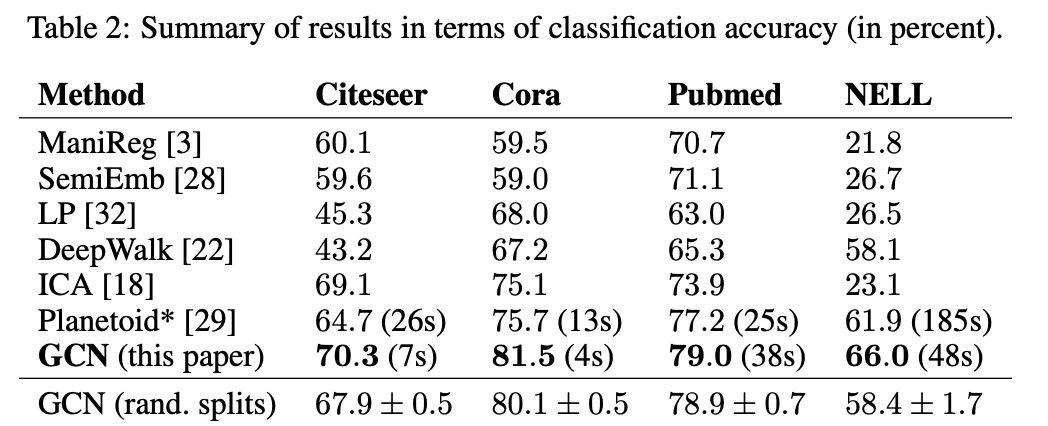 Table 2: Summary of results in terms of classification accuracy (in percent).
Method Citeseer Cora Pubmed NELL
ManiReg [3] 60.1 59.5 70.7 21.8
SemiEmb [28] 59.6 59.0 71.1 26.7
LP [32] 45.3 68.0 63.0 26.5
DeepWalk [22] 43.2 67.2 65.3 58.1
ICA [18] 69.1 75.1 73.9 23.1
Planetoid* [29] 64.7 (26s) 75.7 (13s) 77.2 (25s) 61.9 (185s)
GCN (this paper) 70.3 (7s) 81.5 (4s) 79.0 (38s) 66.0 (48s)
GCN (rand. splits) 67.9 ± 0.5 80.1 ± 0.5 78.9 ± 0.7 58.4 ± 1.7